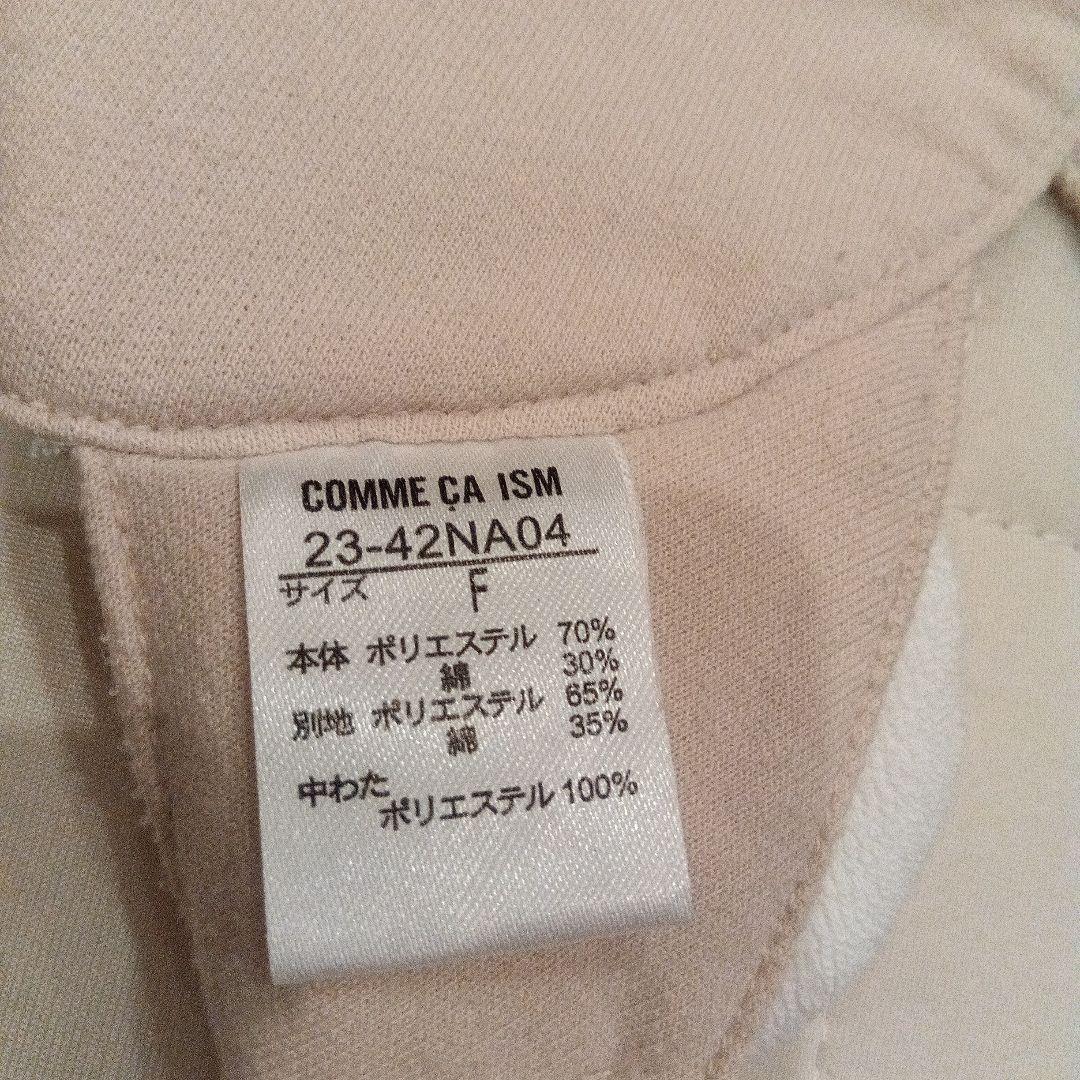 COMME ÇA ISM
23-42NA04
サイズ F
本体 ポリエステル 70%
綿 30%
別地 ポリエステル 65%
綿 35%
中わた
ポリエステル 100%